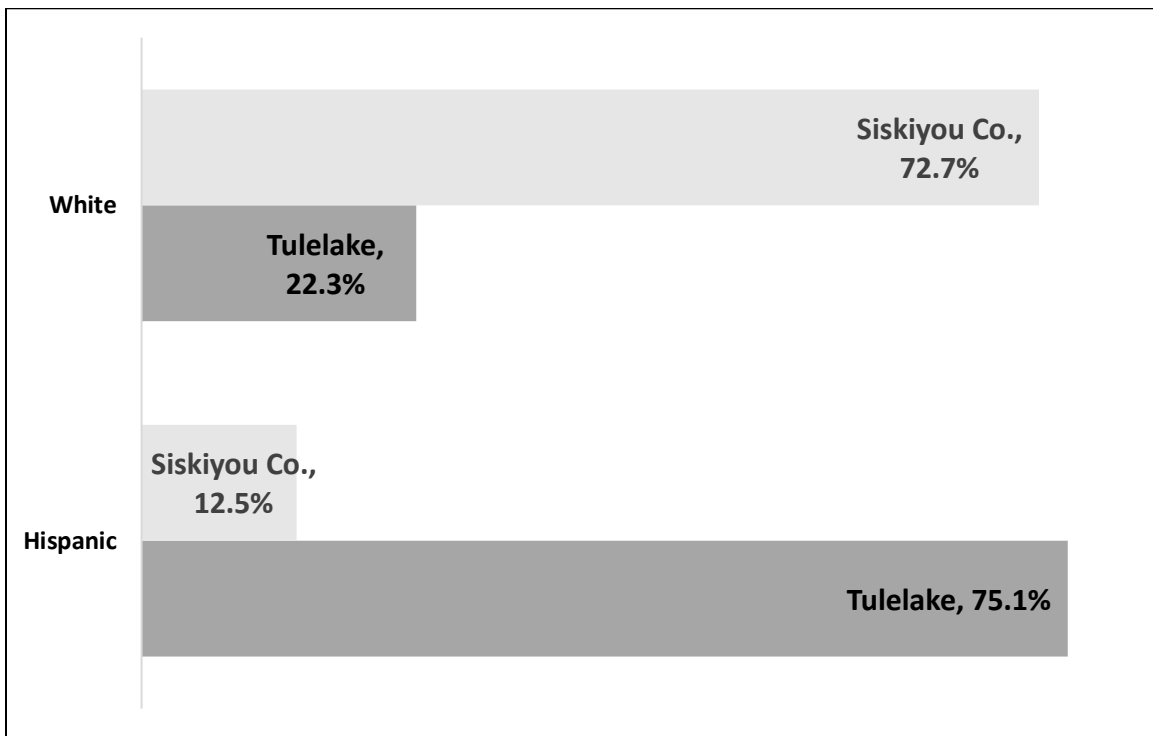 White
Siskiyou Co.,
72.7%
Tulelake,
22.3%
Hispanic
Siskiyou Co.,
12.5%
Tulelake, 75.1%